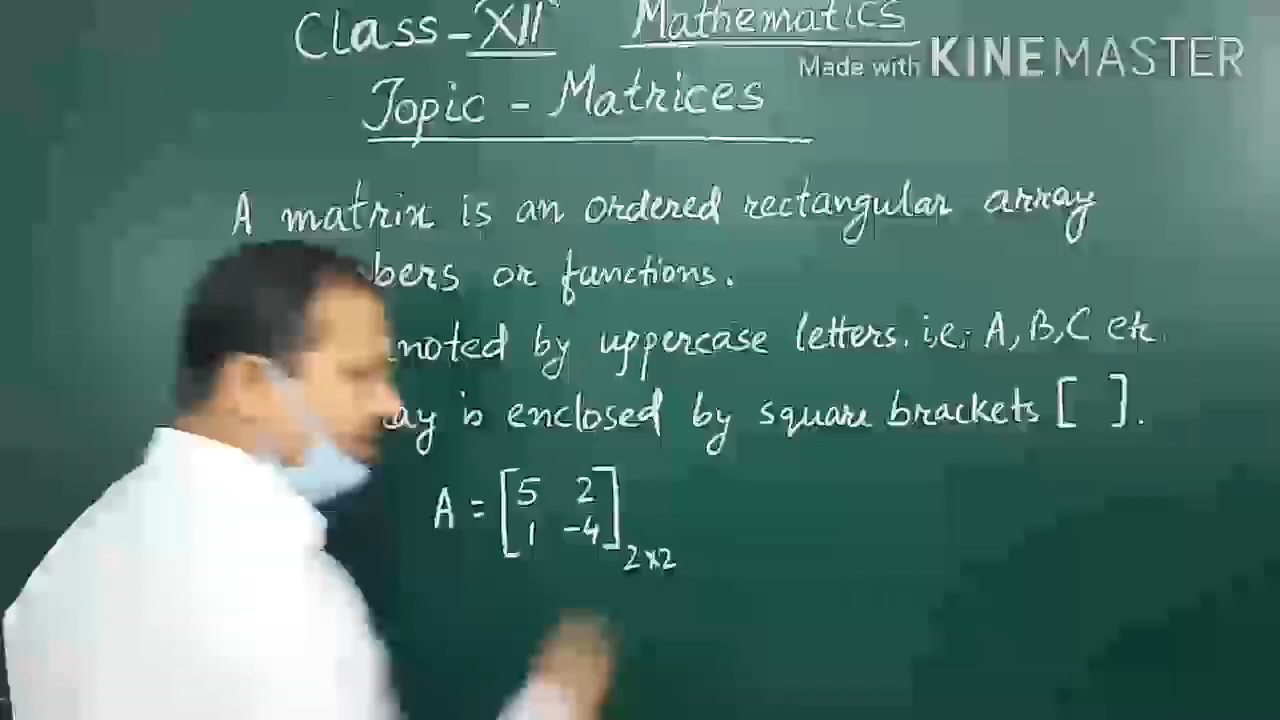 Class-XII Mathematics
Made with KINEMASTER
Topic - Matrices
A matrix is an ordered rectangular array
bers or functions.
noted by uppercase letters. i.e; A, B, C etc.
ay is enclosed by square brackets [ ].
A = [5 2
1 -4] 2x2